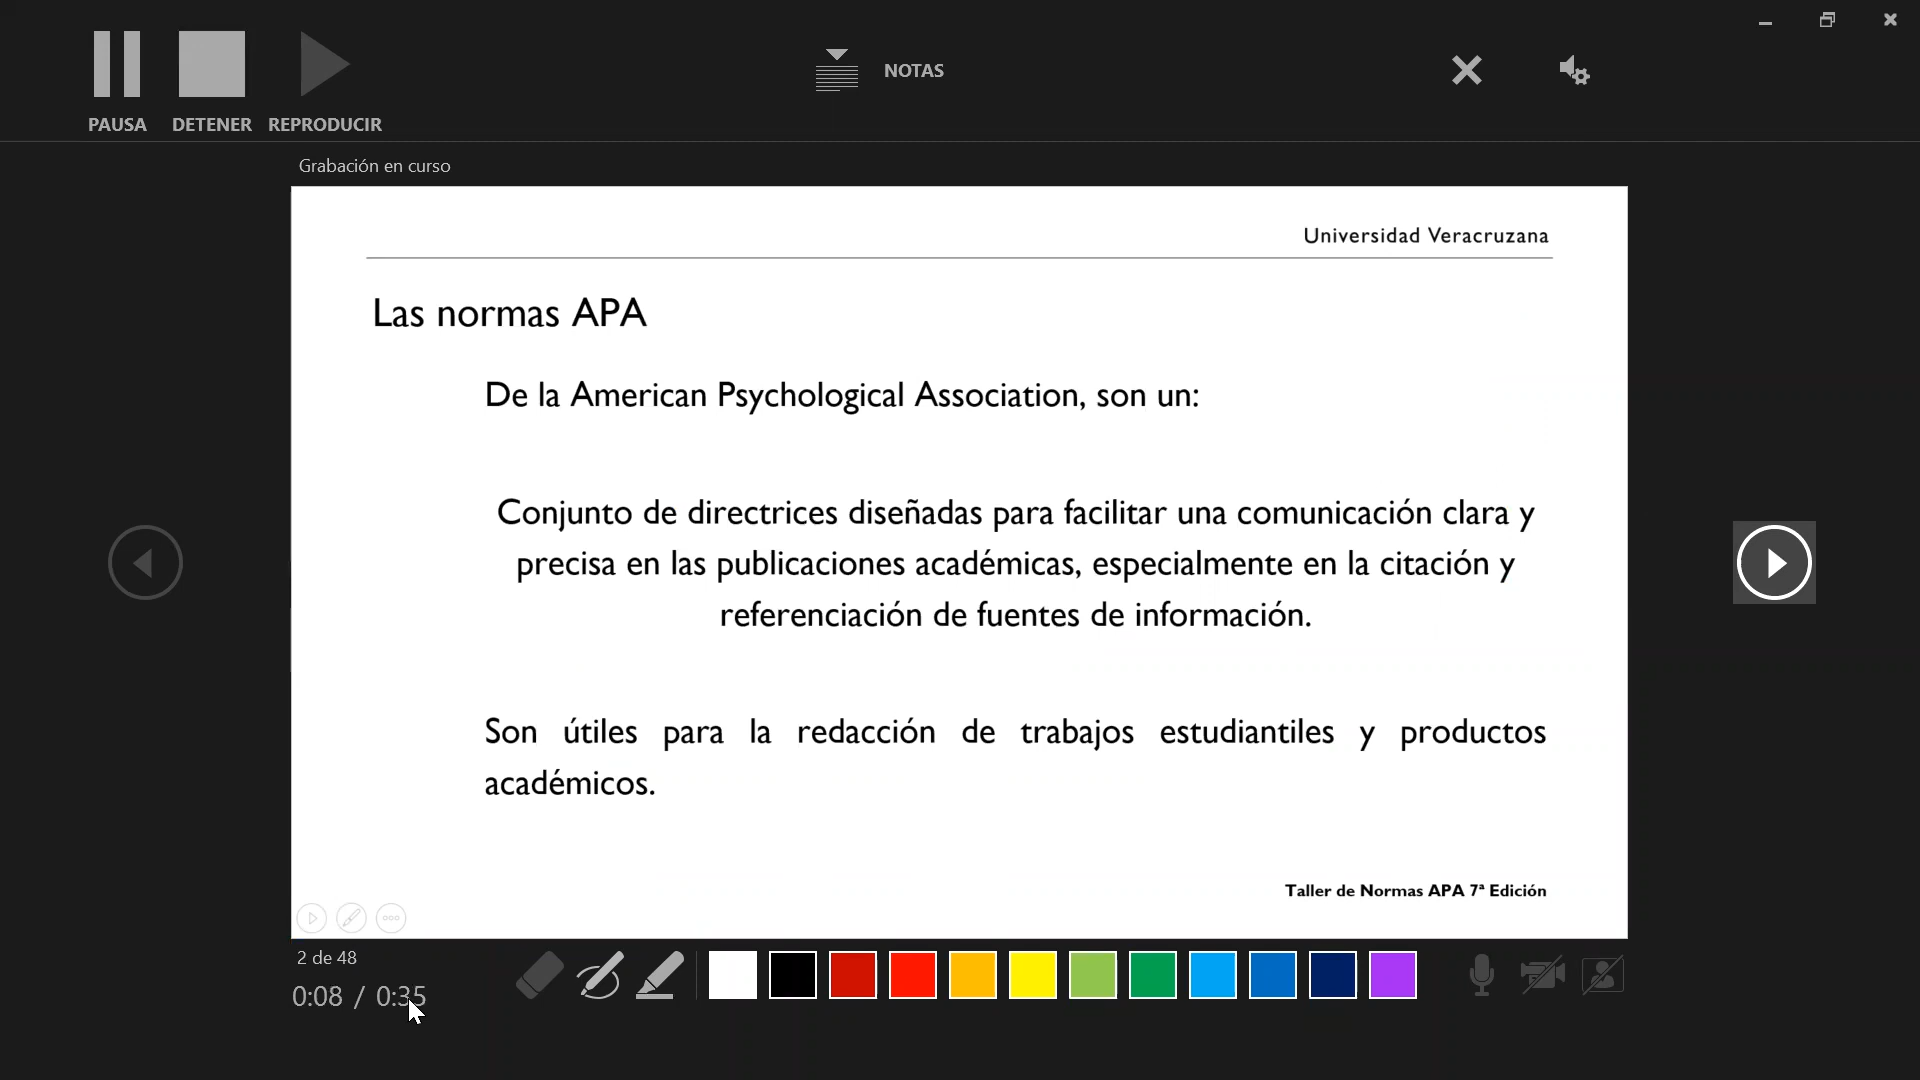 PAUSA
DETENER
REPRODUCIR
NOTAS
Grabación en curso
Universidad Veracruzana
Las normas APA
De la American Psychological Association, son un:
Conjunto de directrices diseñadas para facilitar una comunicación clara y
precisa en las publicaciones académicas, especialmente en la citación y
referenciación de fuentes de información.
Son útiles para la redacción de trabajos estudiantiles y productos
académicos.
Taller de Normas APA 7ª Edición
2 de 48
0:08 / 0:35